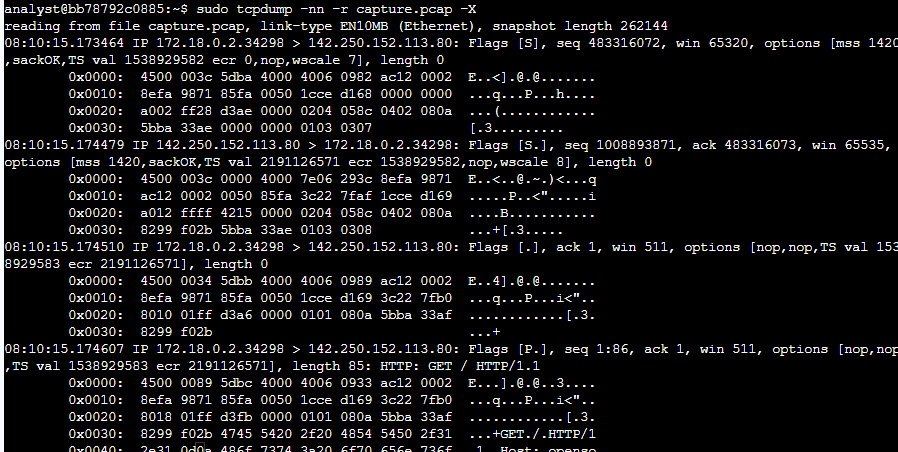 analyst@bb78792c0885:~$ sudo tcpdump -nn -r capture.pcap -X
reading from file capture.pcap, link-type EN10MB (Ethernet), snapshot length 262144
08:10:15.173464 IP 172.18.0.2.34298 > 142.250.152.113.80: Flags [S], seq 483316072, win 65320, options [mss 1420
,sackOK,TS val 1538929582 ecr 0,nop,wscale 7], length 0
0x0000:  4500 003c 5dba 4000 4006 0982 ac12 0002  E..<].@.@.......
0x0010:  8efa 9871 85fa 0050 1cce d168 0000 0000  ...q...P...h....
0x0020:  a002 ff28 d3ae 0000 0204 058c 0402 080a  ...(............
0x0030:  5bba 33ae 0000 0000 0103 0307            [.3.........
08:10:15.174479 IP 142.250.152.113.80 > 172.18.0.2.34298: Flags [S.], seq 1008893871, ack 483316073, win 65535,
options [mss 1420,sackOK,TS val 2191126571 ecr 1538929582,nop,wscale 8], length 0
0x0000:  4500 003c 0000 4000 7e06 293c 8efa 9871  E..<..@.~.)<...q
0x0010:  ac12 0002 0050 85fa 3c22 7faf 1cce d169  .....P..<".....i
0x0020:  a012 ffff 4215 0000 0204 058c 0402 080a  ....B...........
0x0030:  8299 f02b 5bba 33ae 0103 0308            ...+[.3.....
08:10:15.174510 IP 172.18.0.2.34298 > 142.250.152.113.80: Flags [.], ack 1, win 511, options [nop,nop,TS val 153
8929583 ecr 2191126571], length 0
0x0000:  4500 0034 5dbb 4000 4006 0989 ac12 0002  E..4].@.@.......
0x0010:  8efa 9871 85fa 0050 1cce d169 3c22 7fb0  ...q...P...i<"..
0x0020:  8010 01ff d3a6 0000 0101 080a 5bba 33af  ............[.3.
0x0030:  8299 f02b                                ...+
08:10:15.174607 IP 172.18.0.2.34298 > 142.250.152.113.80: Flags [P.], seq 1:86, ack 1, win 511, options [nop,nop
,TS val 1538929583 ecr 2191126571], length 85: HTTP: GET / HTTP/1.1
0x0000:  4500 0089 5dbc 4000 4006 0933 ac12 0002  E...].@.@..3....
0x0010:  8efa 9871 85fa 0050 1cce d169 3c22 7fb0  ...q...P...i<"..
0x0020:  8018 01ff d3fb 0000 0101 080a 5bba 33af  ............[.3.
0x0030:  8299 f02b 4745 5420 2f20 4854 5450 2f31  ...+GET./.HTTP/1
0x0040:  2e31 0d0a 486f 7374 3a20 6f70 656e 736f  .1..Host:.openso